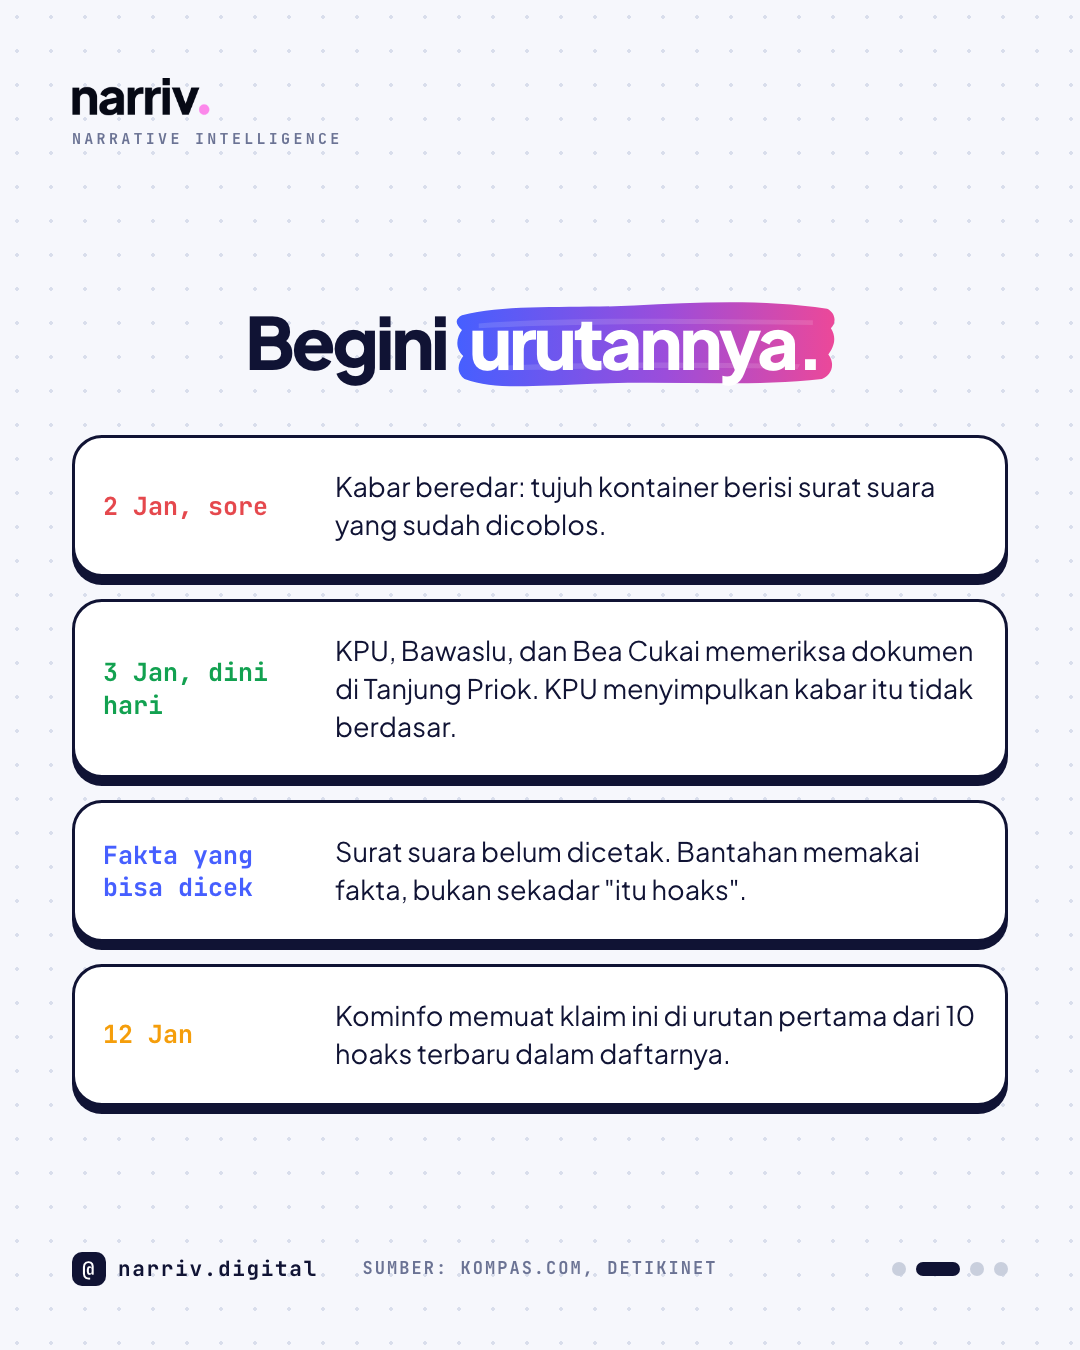 narriv.
NARRATIVE INTELLIGENCE
Begini urutannya.
2 Jan, sore
Kabar beredar: tujuh kontainer berisi surat suara
yang sudah dicoblos.
3 Jan, dini
hari
KPU, Bawaslu, dan Bea Cukai memeriksa dokumen
di Tanjung Priok. KPU menyimpulkan kabar itu tidak
berdasar.
Fakta yang
bisa dicek
Surat suara belum dicetak. Bantahan memakai
fakta, bukan sekadar "itu hoaks".
12 Jan
Kominfo memuat klaim ini di urutan pertama dari 10
hoaks terbaru dalam daftarnya.
@ narriv.digital
SUMBER: KOMPAS.COM, DETIKINET